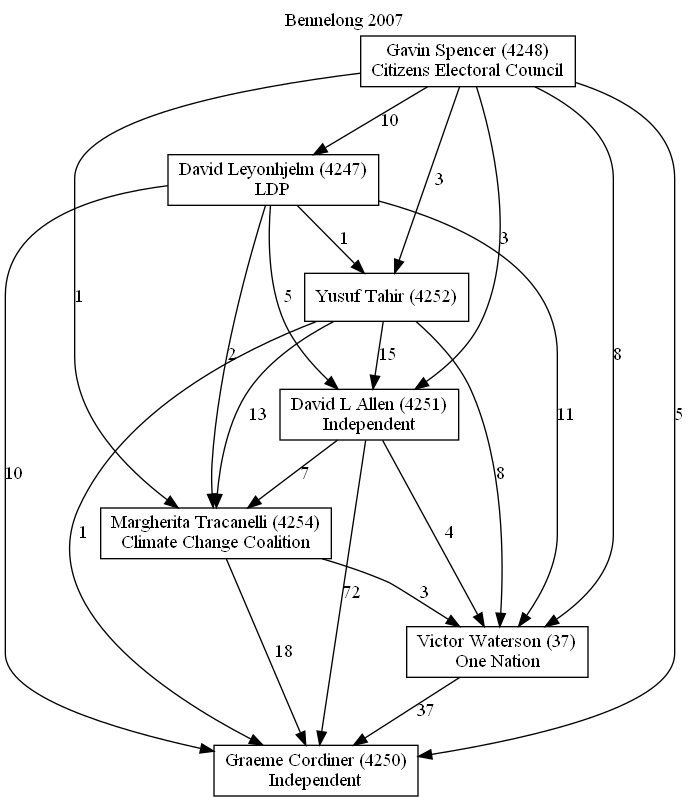 Bennelong 2007
Gavin Spencer (4248)
Citizens Electoral Council
10
David Leyonhjelm (4247)
LDP
3
1
3
Yusuf Tahir (4252)
1
5
2
15
8
David L Allen (4251)
Independent
13
11
5
10
7
8
Margherita Tracanelli (4254)
Climate Change Coalition
1
4
72
3
Victor Waterson (37)
One Nation
18
37
Graeme Cordiner (4250)
Independent